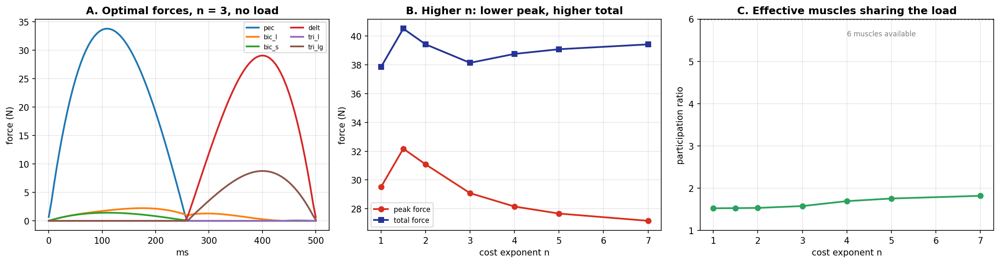 A. Optimal forces, n = 3, no load
35
30
25
20
15
10
5
0
force (N)
pec
bic_l
bic_s
delt
tri_l
tri_lg
0 100 200 300 400 500
ms
B. Higher n: lower peak, higher total
40
38
36
34
32
30
28
force (N)
peak force
total force
1 2 3 4 5 6 7
cost exponent n
C. Effective muscles sharing the load
6
5
4
3
2
1
participation ratio
6 muscles available
1 2 3 4 5 6 7
cost exponent n